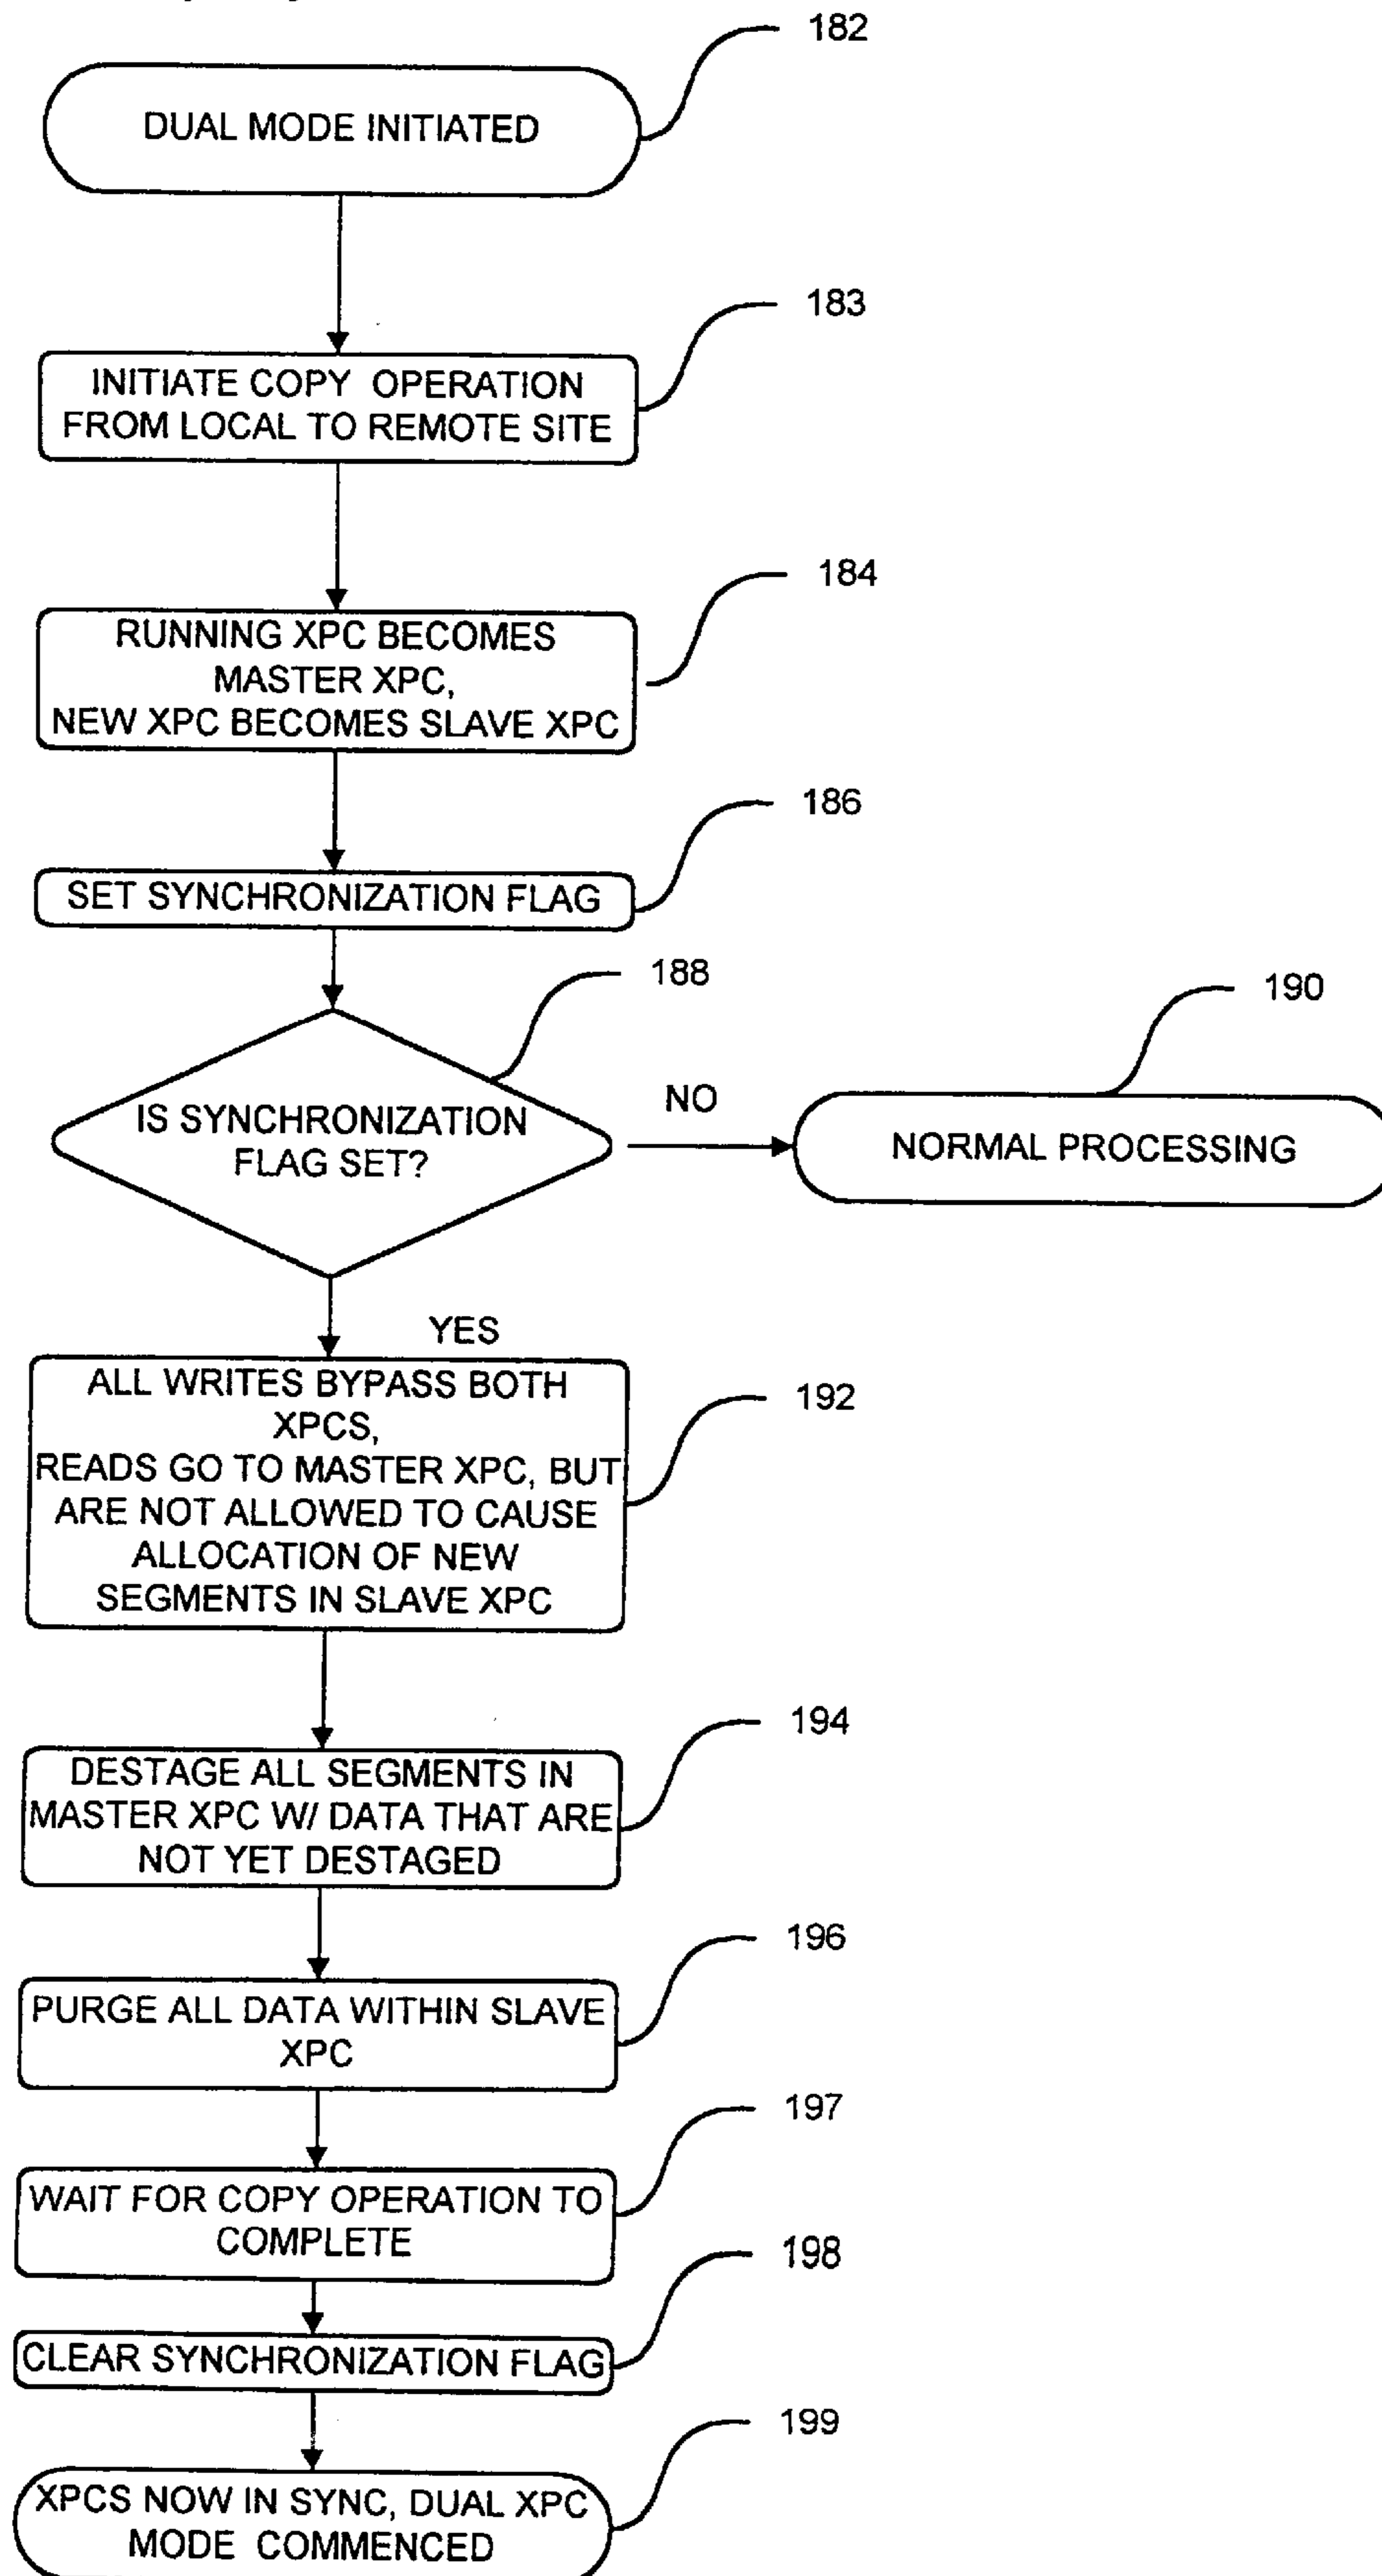 182
DUAL MODE INITIATED
183
INITIATE COPY OPERATION
FROM LOCAL TO REMOTE SITE
184
RUNNING XPC BECOMES
MASTER XPC,
NEW XPC BECOMES SLAVE XPC
186
SET SYNCHRONIZATION FLAG
188
190
IS SYNCHRONIZATION
FLAG SET?
NO
NORMAL PROCESSING
YES
ALL WRITES BYPASS BOTH
XPCS,
READS GO TO MASTER XPC, BUT
ARE NOT ALLOWED TO CAUSE
ALLOCATION OF NEW
SEGMENTS IN SLAVE XPC
192
194
DESTAGE ALL SEGMENTS IN
MASTER XPC W/ DATA THAT ARE
NOT YET DESTAGED
196
PURGE ALL DATA WITHIN SLAVE
XPC
197
WAIT FOR COPY OPERATION TO
COMPLETE
198
CLEAR SYNCHRONIZATION FLAG
199
XPCS NOW IN SYNC, DUAL XPC
MODE COMMENCED